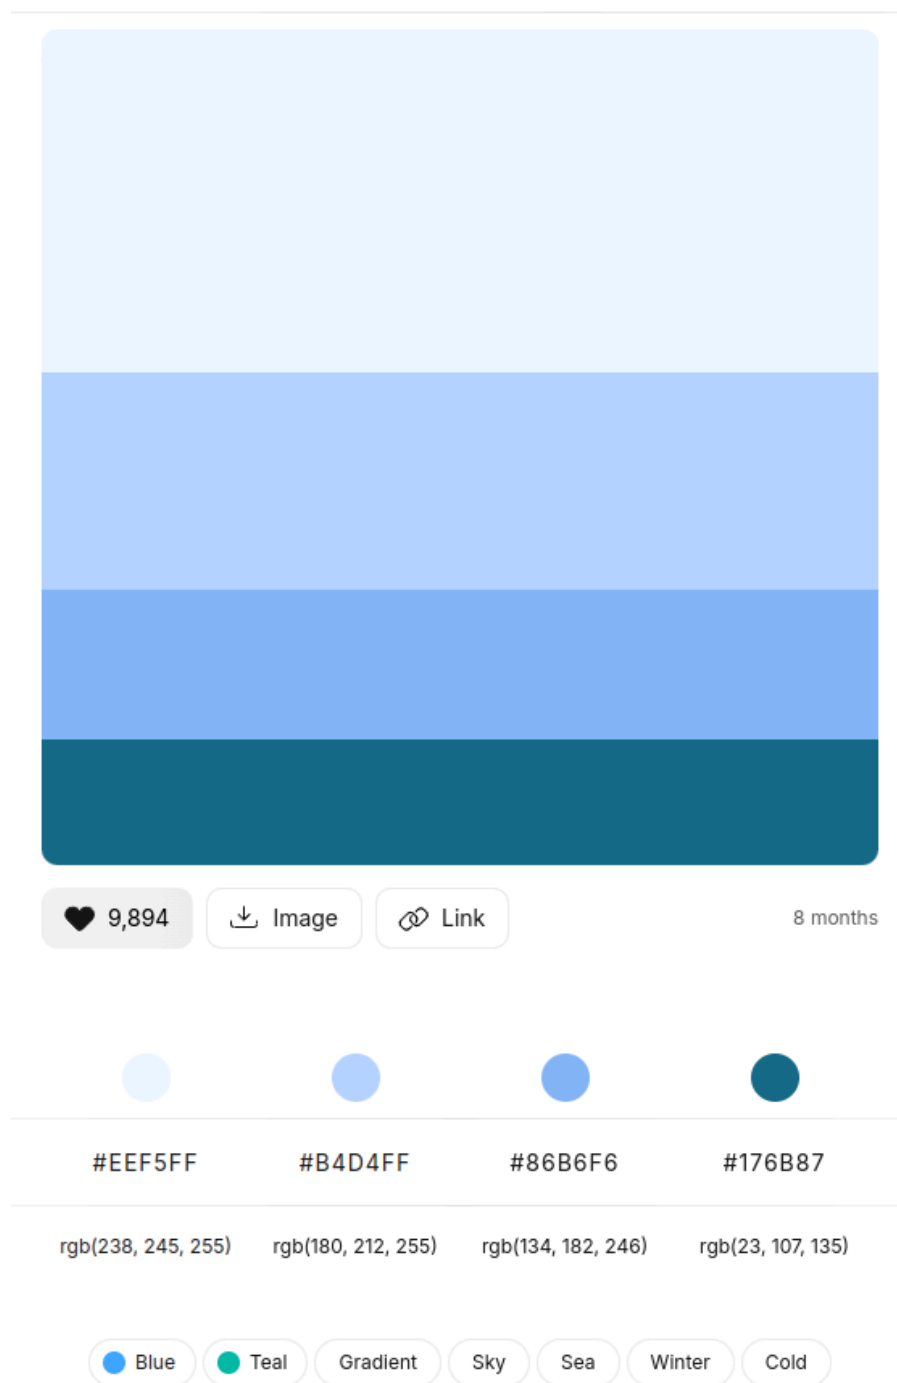 9,894 Image Link 8 months
#EEF5FF #B4D4FF #86B6F6 #176B87
rgb(238, 245, 255) rgb(180, 212, 255) rgb(134, 182, 246) rgb(23, 107, 135)
Blue Teal Gradient Sky Sea Winter Cold